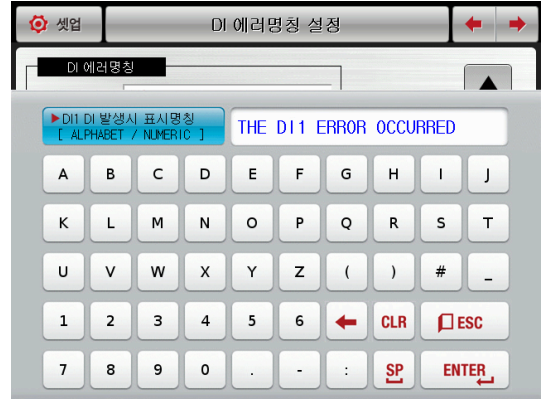 셋업
DI 에러명칭 설정
DI 에러명칭
▶DI1 DI 발생시 표시명칭
[ ALPHABET / NUMERIC ]
THE DI1 ERROR OCCURRED
A B C D E F G H I J
K L M N O P Q R S T
U V W X Y Z ( ) # _
1 2 3 4 5 6 ← CLR ESC
7 8 9 0 . - : SP ENTER